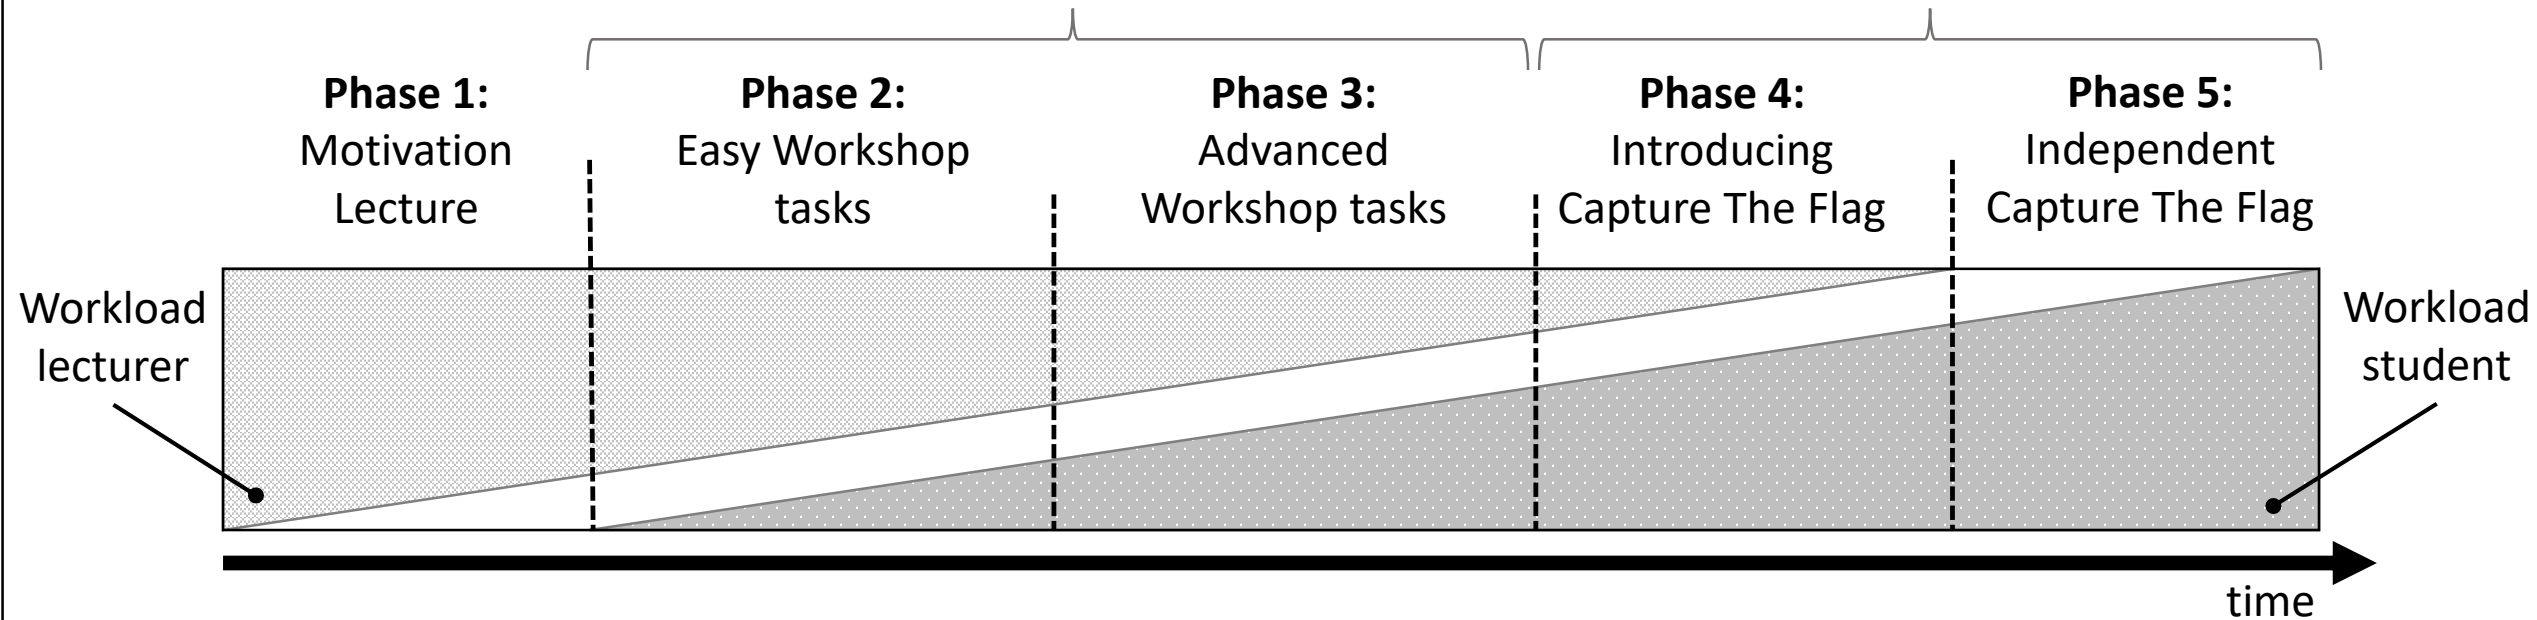 Phase 1:
Motivation
Lecture
Phase 2:
Easy Workshop
tasks
Phase 3:
Advanced
Workshop tasks
Phase 4:
Introducing
Capture The Flag
Phase 5:
Independent
Capture The Flag
Workload
lecturer
Workload
student
time